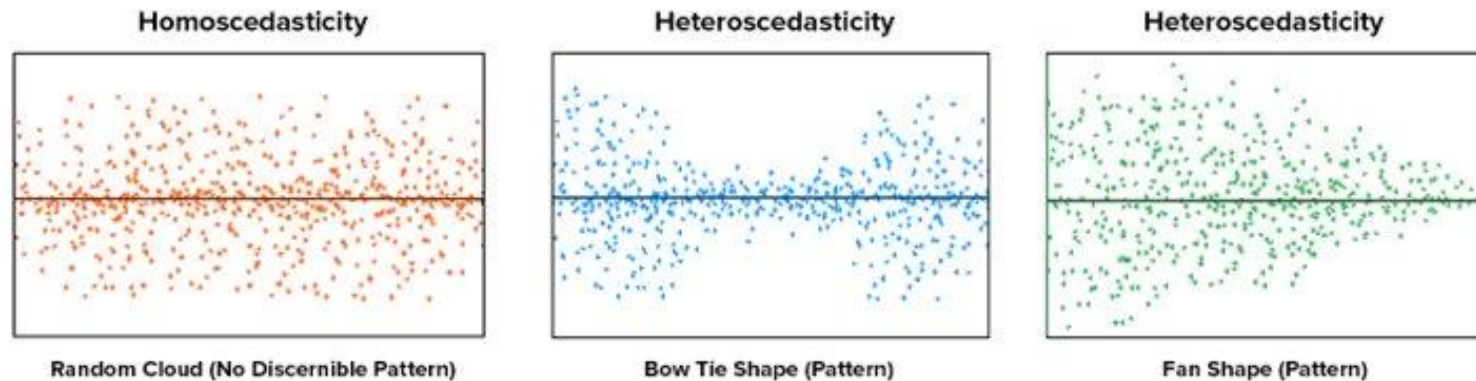 Homoscedasticity
Heteroscedasticity
Heteroscedasticity
Random Cloud (No Discernible Pattern)
Bow Tie Shape (Pattern)
Fan Shape (Pattern)